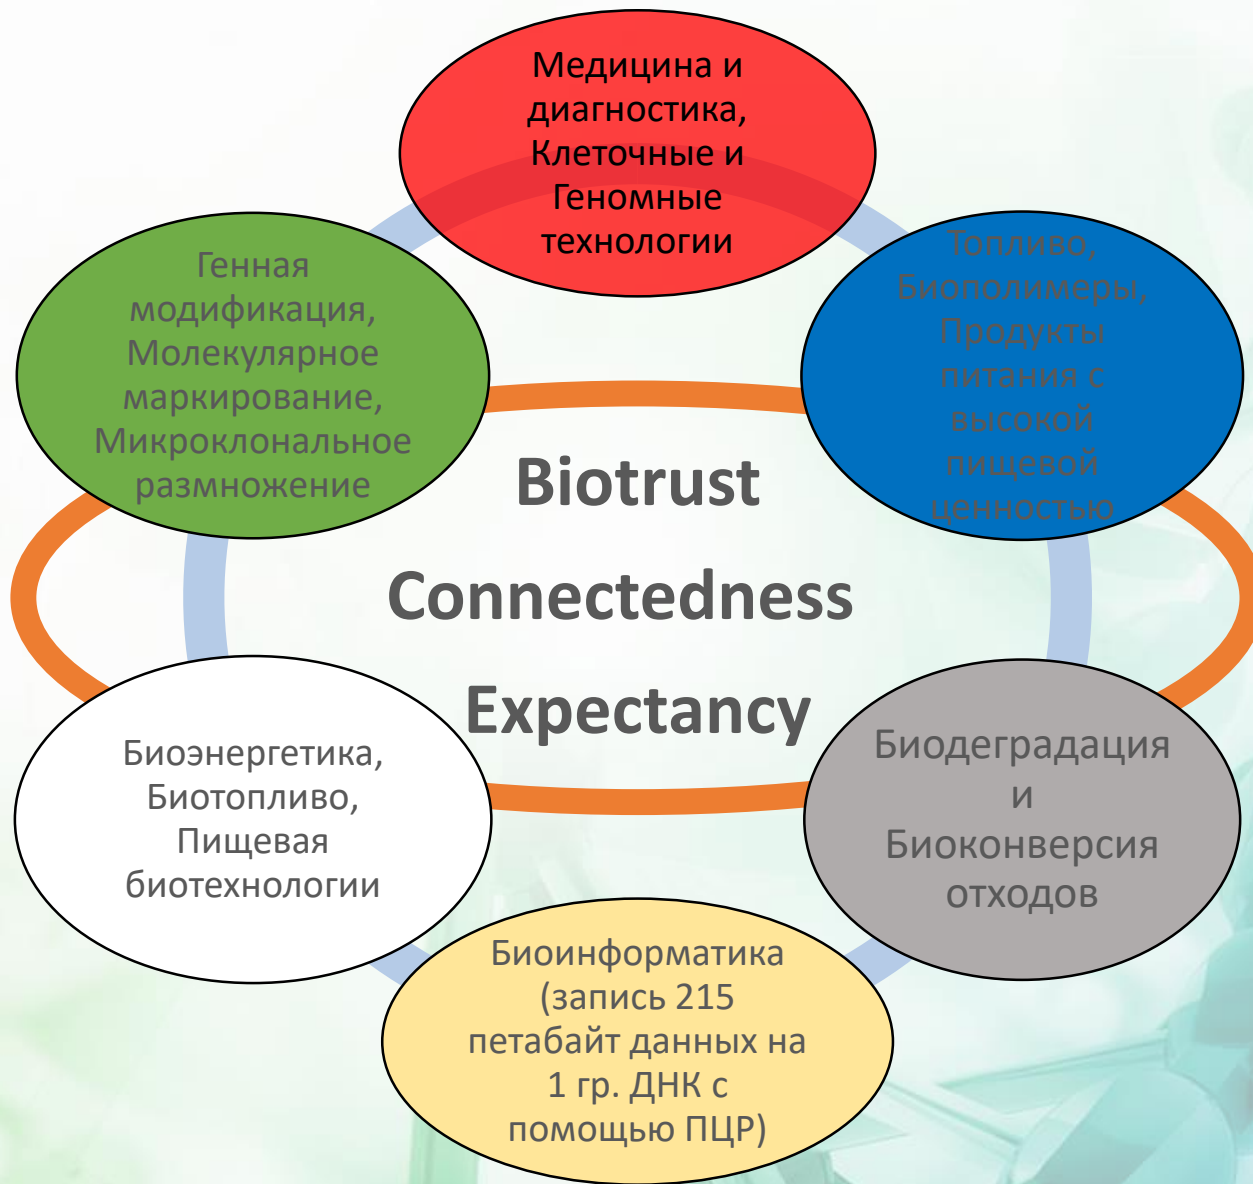 Медицина и
диагностика,
Клеточные и
Геномные
технологии
Генная
модификация,
Молекулярное
маркирование,
Микроклональное
размножение
Топливо,
Биополимеры,
Продукты
питания с
высокой
пищевой
ценностью
Biotrust
Connectedness
Expectancy
Биоэнергетика,
Биотопливо,
Пищевая
биотехнологии
Биодеградация
и
Биоконверсия
отходов
Биоинформатика
(запись 215
петабайт данных на
1 гр. ДНК с
помощью ПЦР)